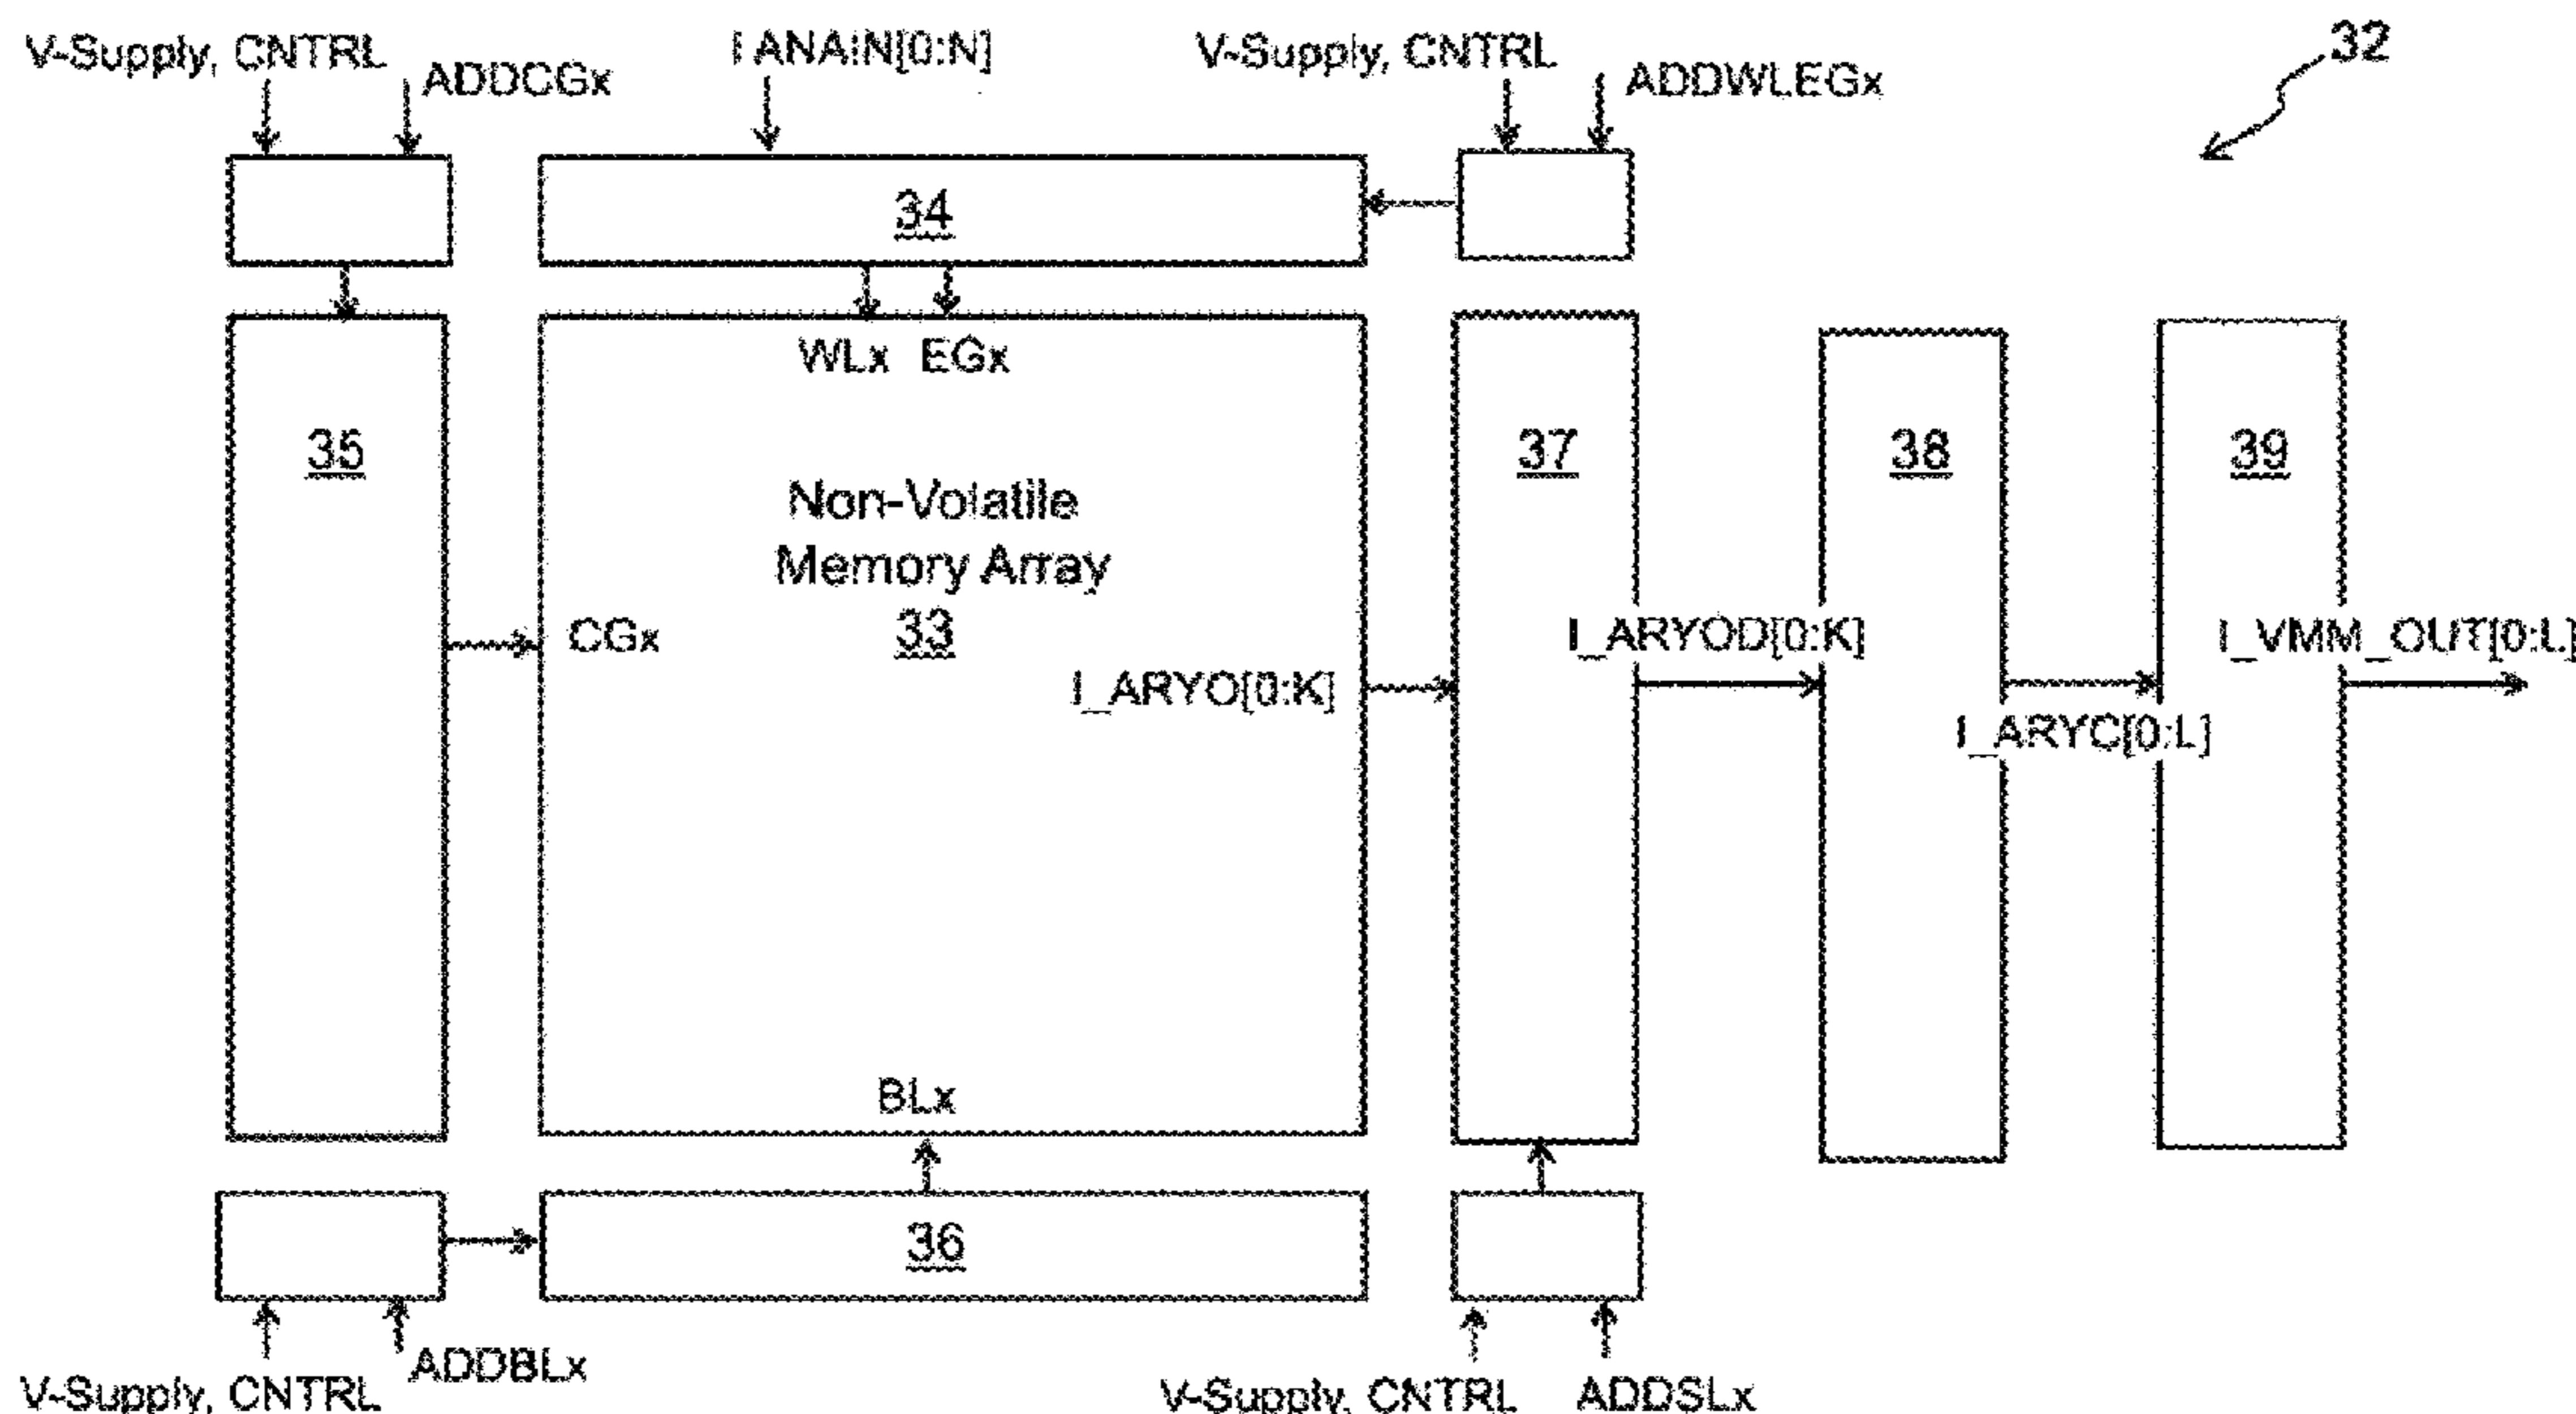 V-Supply, CNTRL
ADDCGx
I ANAIN[0:N]
V-Supply, CNTRL
ADDWLEGx
32
34
WLx EGx
35
37
38
39
Non-Volatile
Memory Array
33
CGx
I_ARYO[0:K]
I_ARYOD[0:K]
I_ARYC[0:L]
I_VMM_OUT[0:L]
BLx
36
V-Supply, CNTRL
ADDBLx
V-Supply, CNTRL
ADDSLx